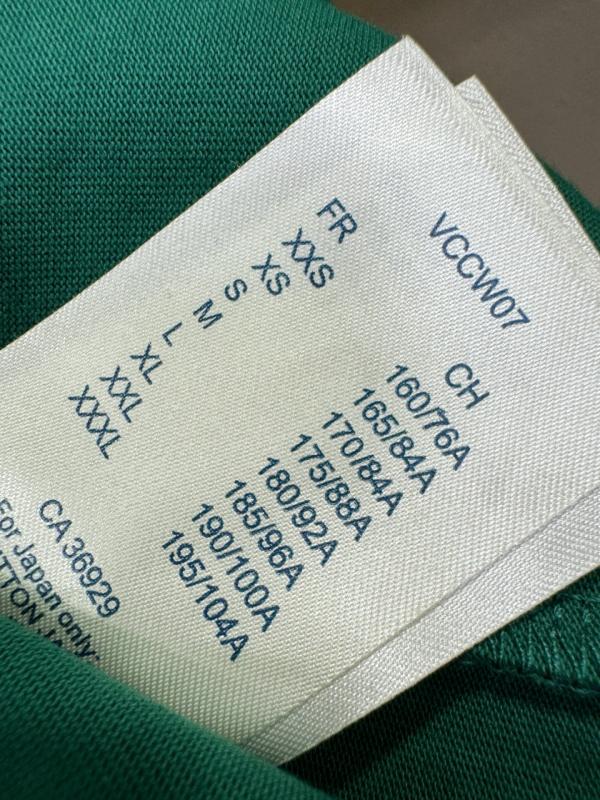 VCCW07
FR CH
XXS 160/76A
XS 165/84A
S 170/84A
M 175/88A
L 180/92A
XL 185/96A
XXL 190/100A
XXXL 195/104A
CA 36929
For Japan only: